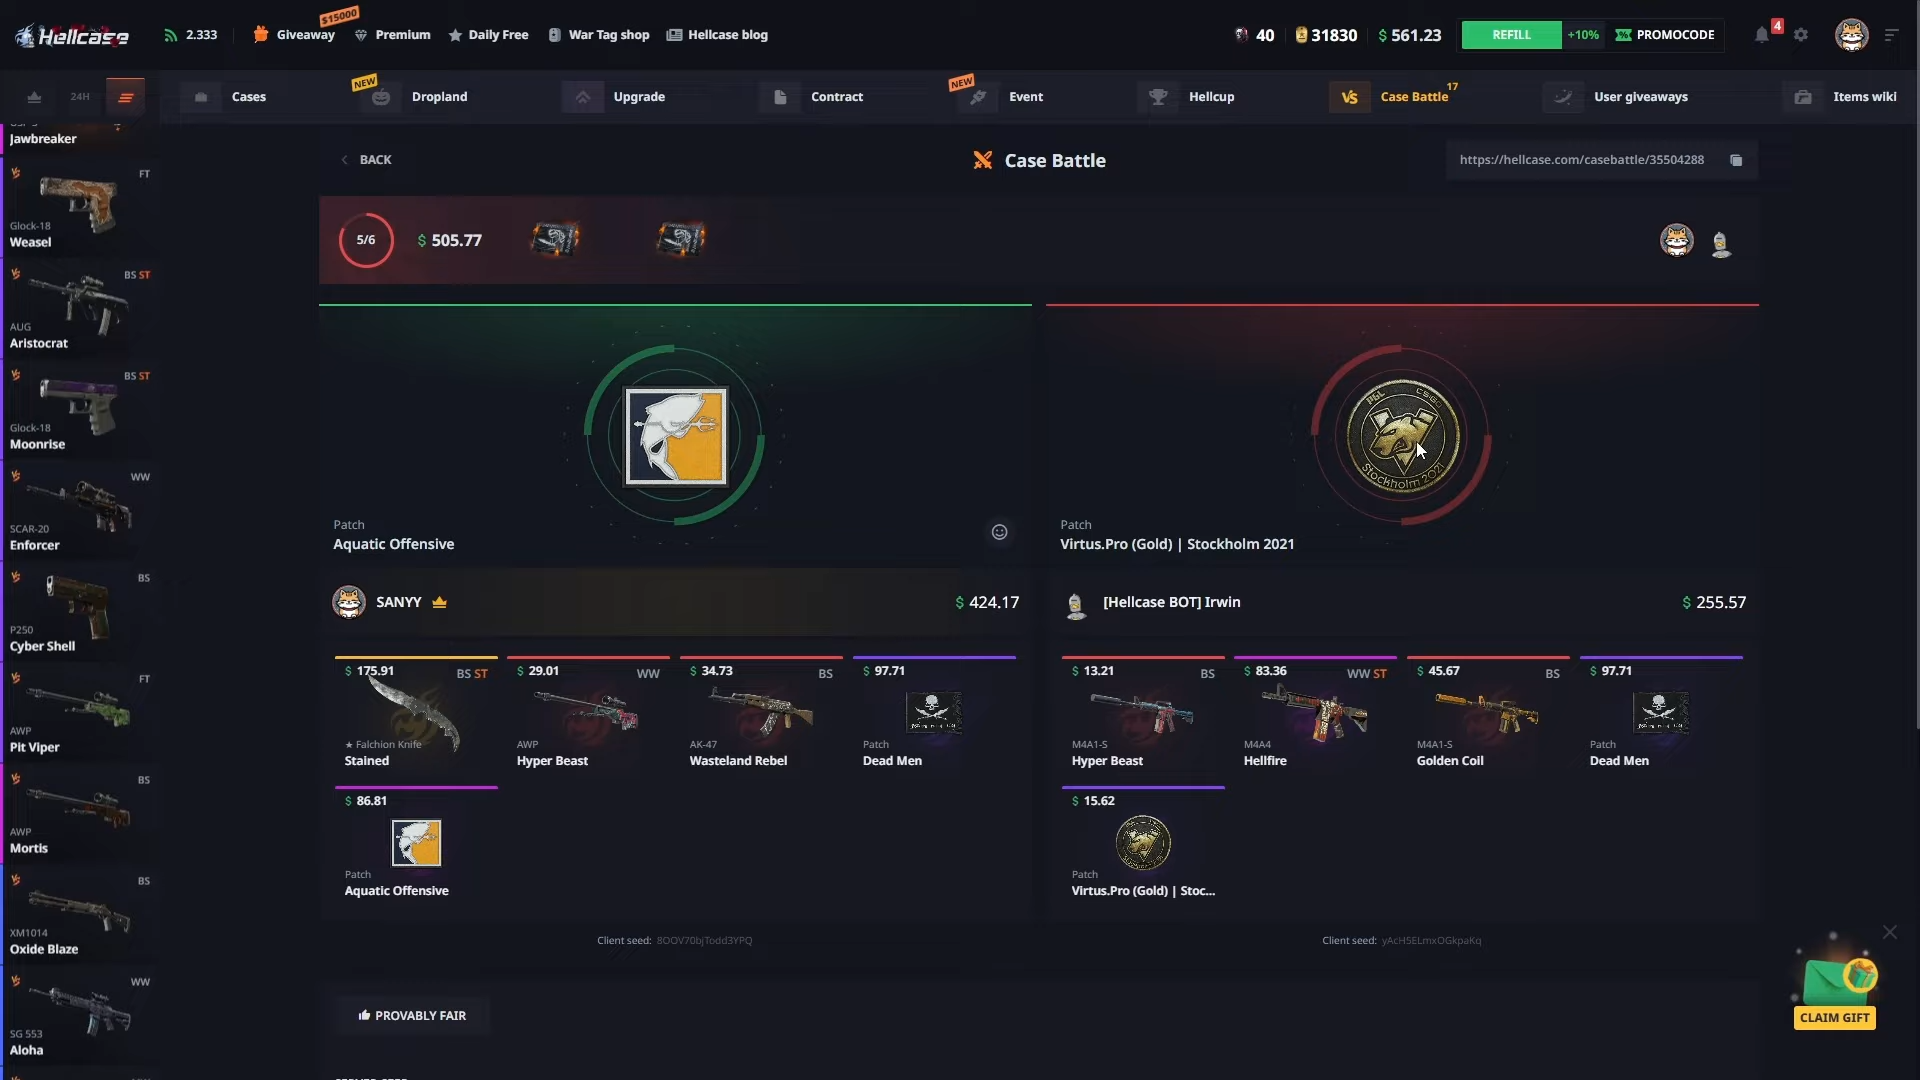 Hellcase
2.333
$15000
Giveaway
Premium
Daily Free
War Tag shop
Hellcase blog
40
31830
$ 561.23
REFILL
+10%
PROMOCODE
4
24H
Cases
NEW
Dropland
Upgrade
Contract
NEW
Event
Hellcup
VS
Case Battle
17
User giveaways
Items wiki
BACK
Case Battle
https://hellcase.com/casebattle/35504288
5/6
$ 505.77
Jawbreaker
FT
Glock-18
Weasel
BS ST
AUG
Aristocrat
BS ST
Glock-18
Moonrise
WW
SCAR-20
Enforcer
BS
P250
Cyber Shell
FT
AWP
Pit Viper
BS
AWP
Mortis
BS
XM1014
Oxide Blaze
WW
SG 553
Aloha
Patch
Aquatic Offensive
PGL
CS:GO
Stockholm 2021
Patch
Virtus.Pro (Gold) | Stockholm 2021
SANYY
$ 424.17
[Hellcase BOT] Irwin
$ 255.57
$ 175.91
BS ST
★ Falchion Knife
Stained
$ 29.01
WW
AWP
Hyper Beast
$ 34.73
BS
AK-47
Wasteland Rebel
$ 97.71
Patch
Dead Men
$ 86.81
Patch
Aquatic Offensive
$ 13.21
BS
M4A1-S
Hyper Beast
$ 83.36
WW ST
M4A4
Hellfire
$ 45.67
BS
M4A1-S
Golden Coil
$ 97.71
Patch
Dead Men
$ 15.62
Patch
Virtus.Pro (Gold) | Stoc...
Client seed: 8OOV70bjTodd3YPQ
Client seed: yAcHSELmxOGkpaKq
PROVABLY FAIR
CLAIM GIFT